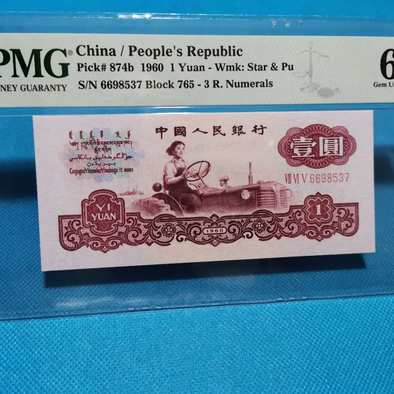 PMG
China / People's Republic
Pick# 874b 1960 1 Yuan - Wmk: Star & Pu
S/N 6698537 Block 765 - 3 R. Numerals
NEY GUARANTY
6
Gem U
中國人民銀行
壹圓
VII VI V 6698537
YI
YUAN
1
1960